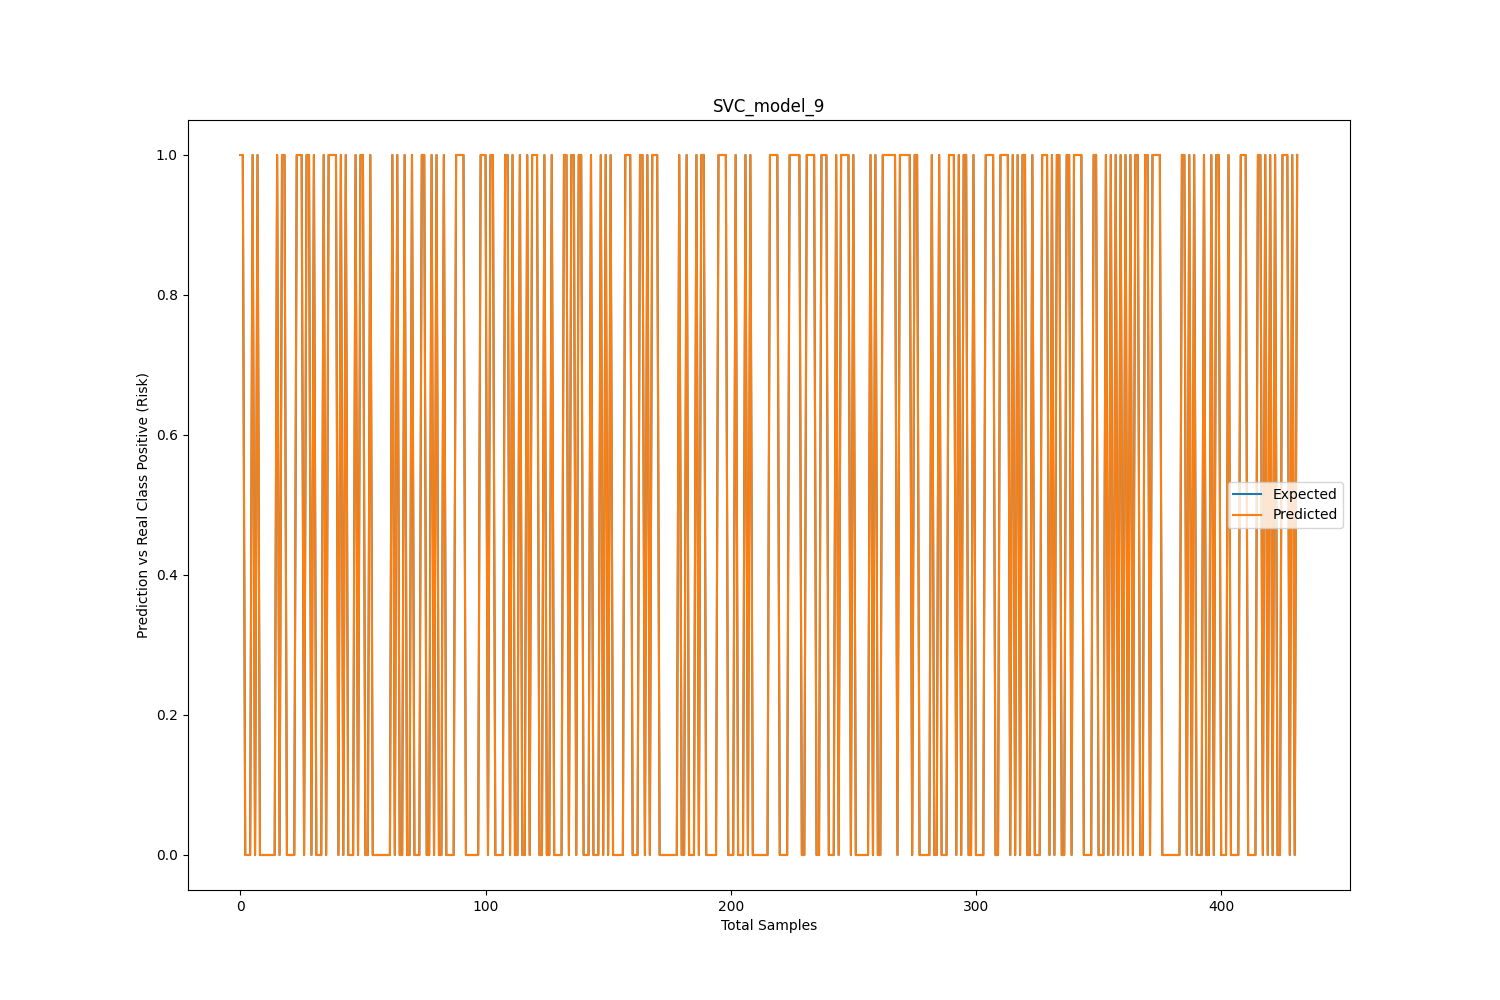 SVC_model_9
1.0
0.8
0.6
0.4
0.2
0.0
Prediction vs Real Class Positive (Risk)
Expected
Predicted
0
100
200
300
400
Total Samples